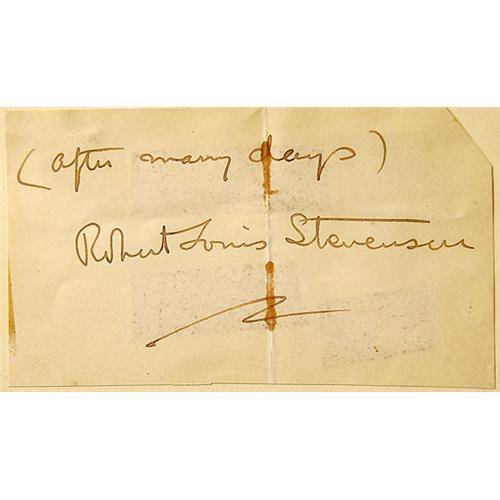 (after many days)
Robert Louis Stevenson